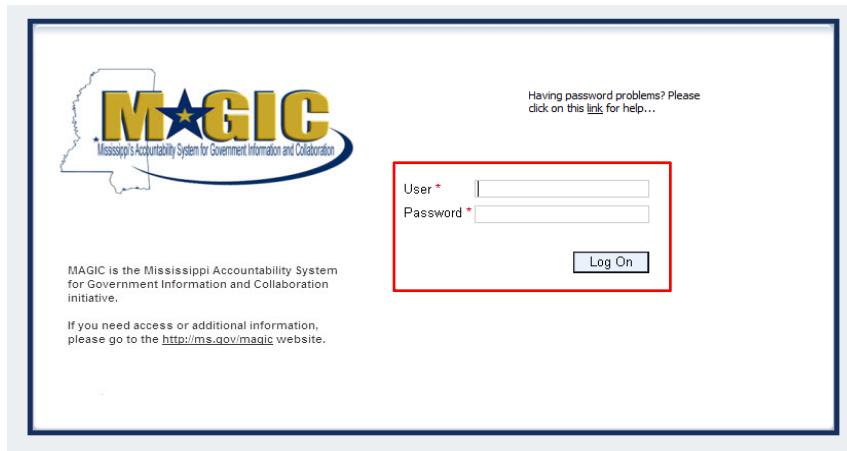 MAGIC
Mississippi's Accountability System for Government Information and Collaboration
Having password problems? Please
click on this link for help...
User *
Password *
Log On
MAGIC is the Mississippi Accountability System
for Government Information and Collaboration
initiative.
If you need access or additional information,
please go to the http://ms.gov/magic website.